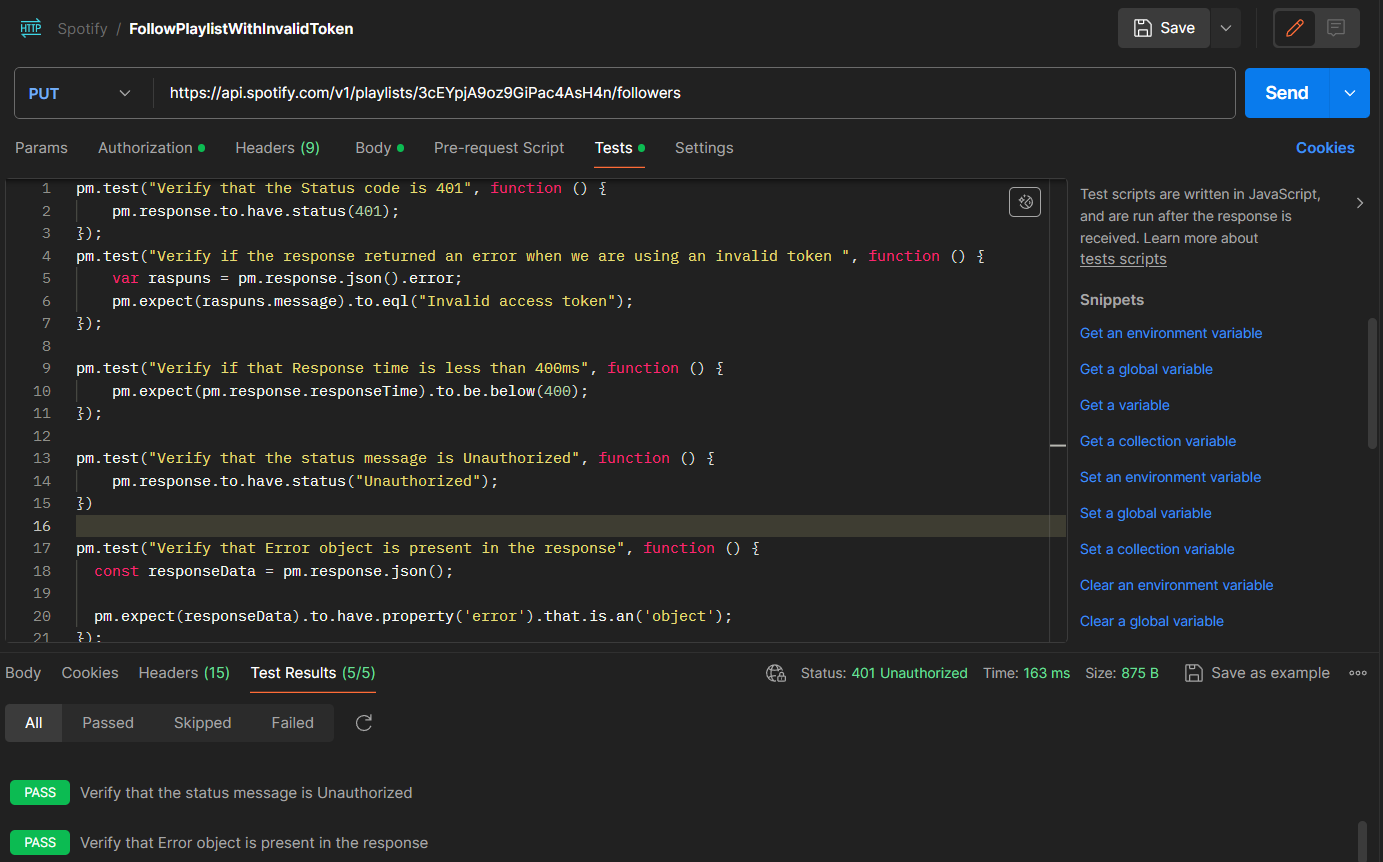 HTTP Spotify / FollowPlaylistWithInvalidToken Save
PUT https://api.spotify.com/v1/playlists/3cEYpjA9oz9GiPac4AsH4n/followers Send
Params Authorization Headers (9) Body Pre-request Script Tests Settings Cookies
1 pm.test("Verify that the Status code is 401", function () {
2 pm.response.to.have.status(401);
3 });
4 pm.test("Verify if the response returned an error when we are using an invalid token ", function () {
5 var raspuns = pm.response.json().error;
6 pm.expect(raspuns.message).to.eql("Invalid access token");
7 });
8
9 pm.test("Verify if that Response time is less than 400ms", function () {
10 pm.expect(pm.response.responseTime).to.be.below(400);
11 });
12
13 pm.test("Verify that the status message is Unauthorized", function () {
14 pm.response.to.have.status("Unauthorized");
15 })
16
17 pm.test("Verify that Error object is present in the response", function () {
18 const responseData = pm.response.json();
19
20 pm.expect(responseData).to.have.property('error').that.is.an('object');
21 });
Test scripts are written in JavaScript,
and are run after the response is
received. Learn more about
tests scripts
Snippets
Get an environment variable
Get a global variable
Get a variable
Get a collection variable
Set an environment variable
Set a global variable
Set a collection variable
Clear an environment variable
Clear a global variable
Body Cookies Headers (15) Test Results (5/5) Status: 401 Unauthorized Time: 163 ms Size: 875 B Save as example
All Passed Skipped Failed
PASS Verify that the status message is Unauthorized
PASS Verify that Error object is present in the response